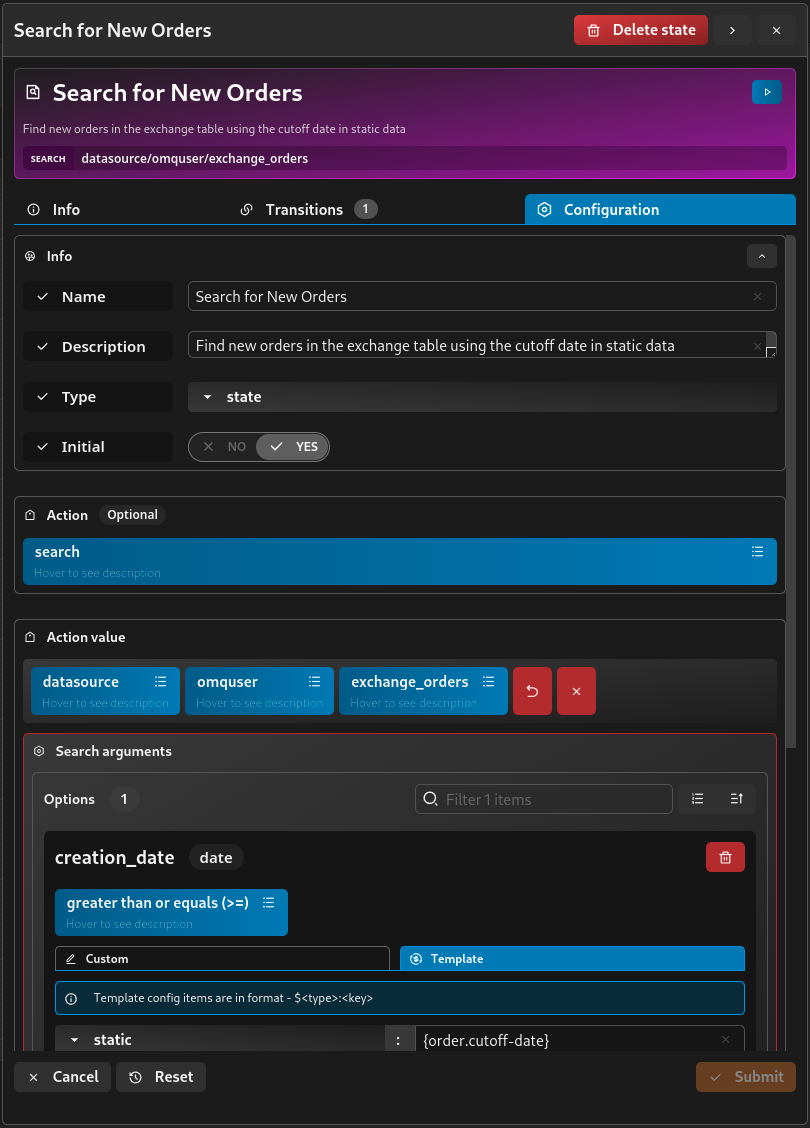 Search for New Orders
Delete state
Search for New Orders
Find new orders in the exchange table using the cutoff date in static data
SEARCH datasource/omquser/exchange_orders
Info Transitions 1 Configuration
Info
Name Search for New Orders
Description Find new orders in the exchange table using the cutoff date in static data
Type state
Initial NO YES
Action Optional
search
Hover to see description
Action value
datasource omquser exchange_orders
Hover to see description Hover to see description Hover to see description
Search arguments
Options 1 Filter 1 items
creation_date date
greater than or equals (>=)
Hover to see description
Custom Template
Template config items are in format - $<type>:<key>
static : {order.cutoff-date}
Cancel Reset Submit